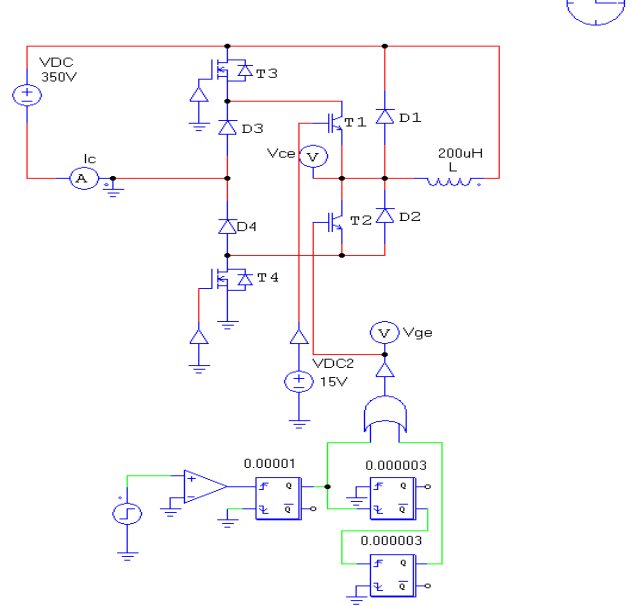 VDC
350V
T3
D3
T1
D1
Ic
A
Vce
V
200uH
L
D4
T2
D2
T4
V
Vge
VDC2
15V
0.00001
0.000003
Q
Q
Q
Q
0.000003
Q
Q